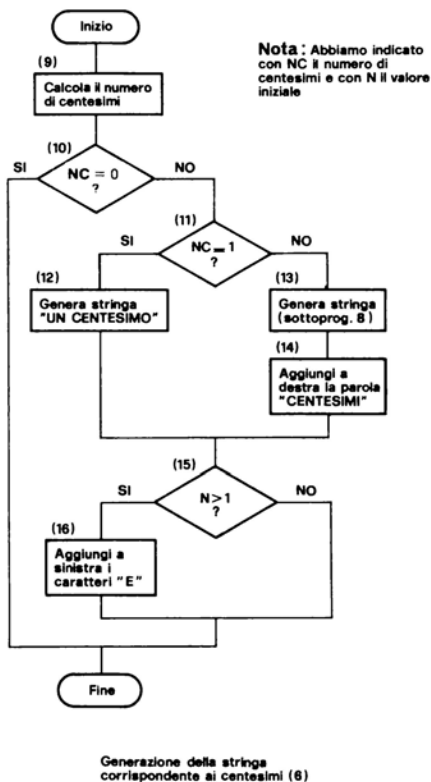 Inizio
Nota: Abbiamo indicato
con NC il numero di
centesimi e con N il valore
iniziale
(9)
Calcola il numero
di centesimi
(10)
SI
NC = 0
?
NO
(11)
SI
NC = 1
?
NO
(12)
Genera stringa
"UN CENTESIMO"
(13)
Genera stringa
(sottoprog. B)
(14)
Aggiungi a
destra la parola
"CENTESIMI"
(15)
SI
N>1
?
NO
(16)
Aggiungi a
sinistra i
caratteri "E"
Fine
Generazione della stringa
corrispondente ai centesimi (6)